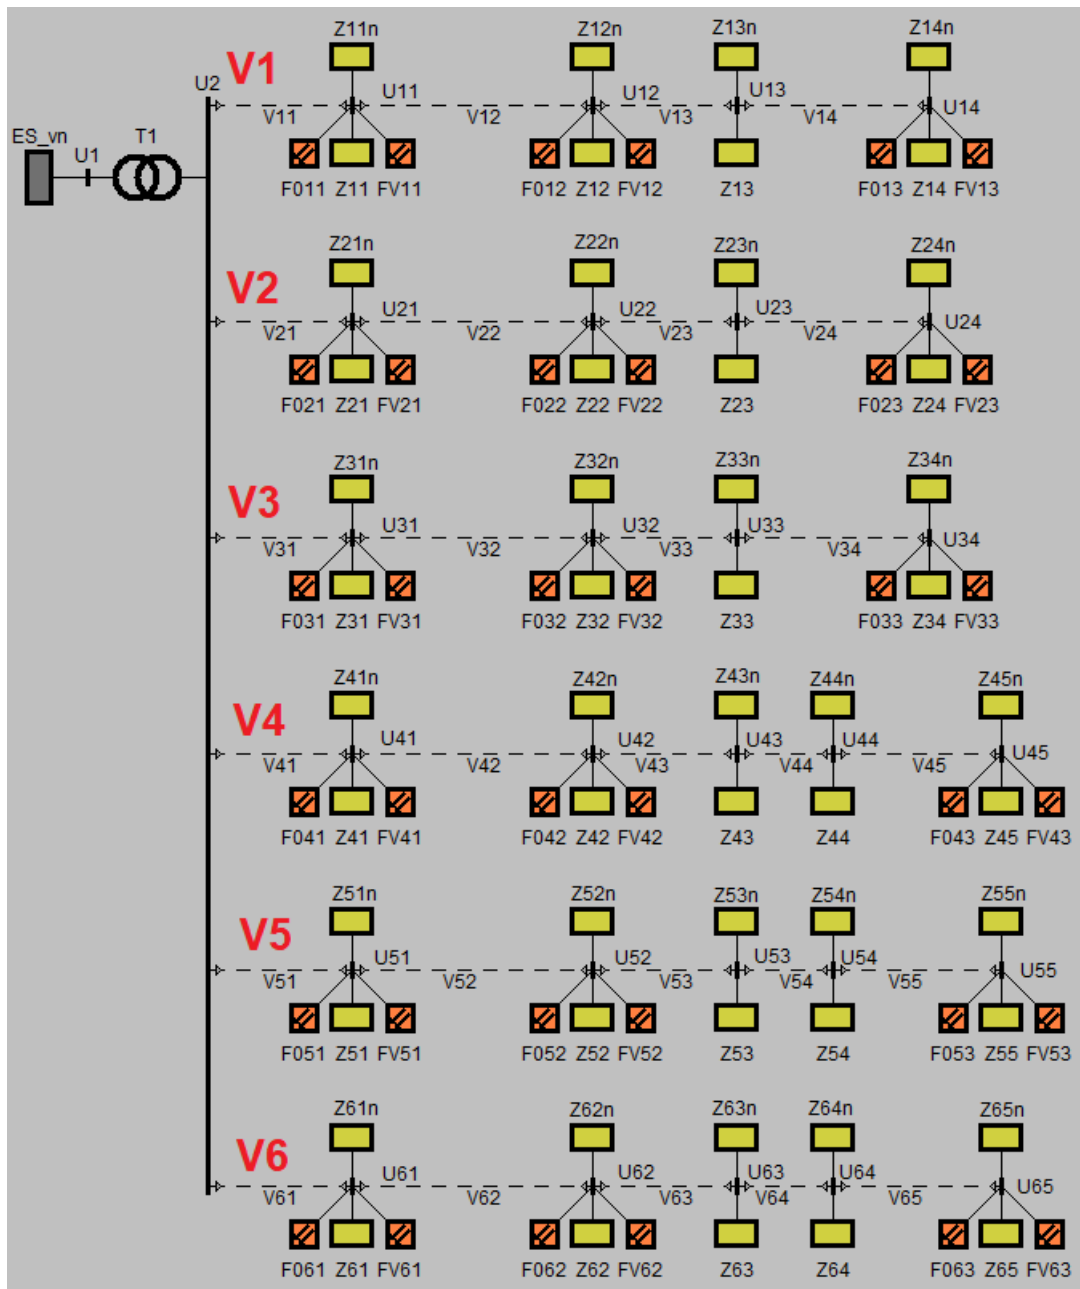 Z11n Z12n Z13n Z14n
V1
U2 U11 U12 U13 U14
V11 V12 V13 V14
ES_vn U1 T1
F011 Z11 FV11 F012 Z12 FV12 Z13 F013 Z14 FV13
Z21n Z22n Z23n Z24n
V2
U21 U22 U23 U24
V21 V22 V23 V24
F021 Z21 FV21 F022 Z22 FV22 Z23 F023 Z24 FV23
Z31n Z32n Z33n Z34n
V3
U31 U32 U33 U34
V31 V32 V33 V34
F031 Z31 FV31 F032 Z32 FV32 Z33 F033 Z34 FV33
Z41n Z42n Z43n Z44n Z45n
V4
U41 U42 U43 U44 U45
V41 V42 V43 V44 V45
F041 Z41 FV41 F042 Z42 FV42 Z43 Z44 F043 Z45 FV43
Z51n Z52n Z53n Z54n Z55n
V5
U51 U52 U53 U54 U55
V51 V52 V53 V54 V55
F051 Z51 FV51 F052 Z52 FV52 Z53 Z54 F053 Z55 FV53
Z61n Z62n Z63n Z64n Z65n
V6
U61 U62 U63 U64 U65
V61 V62 V63 V64 V65
F061 Z61 FV61 F062 Z62 FV62 Z63 Z64 F063 Z65 FV63